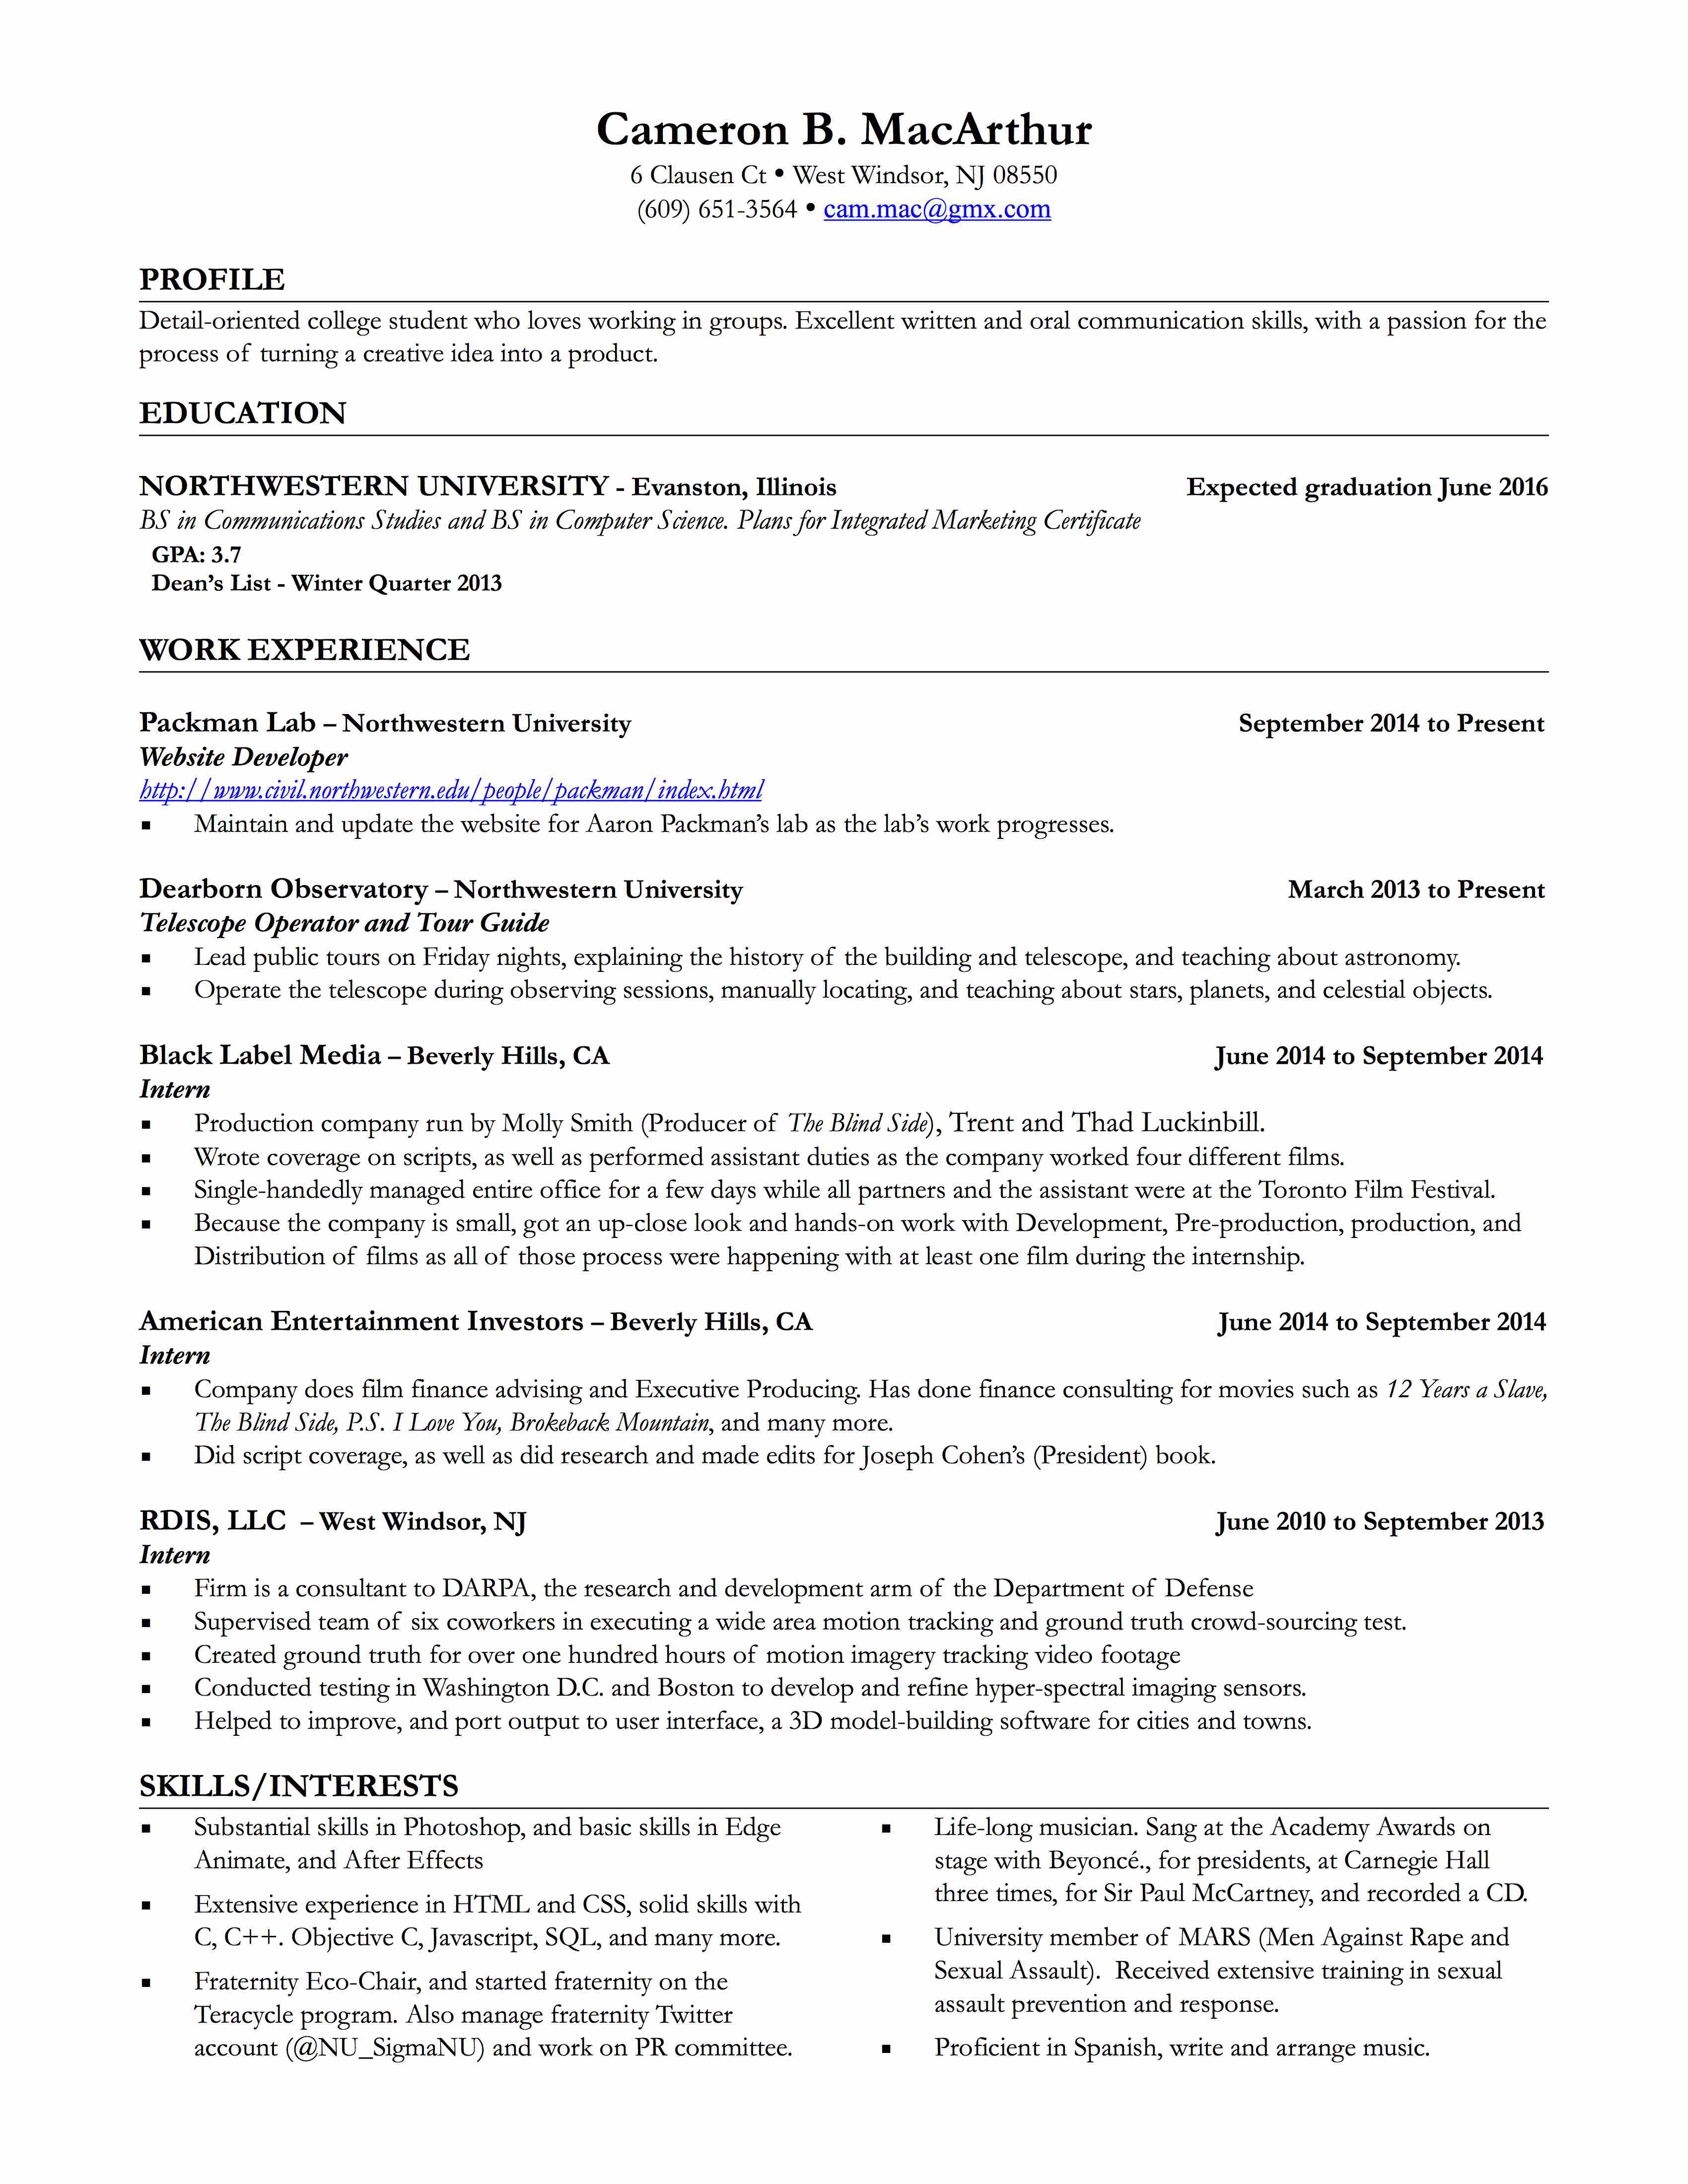 Cameron B. MacArthur
6 Clausen Ct • West Windsor, NJ 08550
(609) 651-3564 • cam.mac@gmx.com
PROFILE
Detail-oriented college student who loves working in groups. Excellent written and oral communication skills, with a passion for the
process of turning a creative idea into a product.
EDUCATION
NORTHWESTERN UNIVERSITY - Evanston, Illinois Expected graduation June 2016
BS in Communications Studies and BS in Computer Science. Plans for Integrated Marketing Certificate
GPA: 3.7
Dean’s List - Winter Quarter 2013
WORK EXPERIENCE
Packman Lab – Northwestern University September 2014 to Present
Website Developer
http://www.civil.northwestern.edu/people/packman/index.html
▪ Maintain and update the website for Aaron Packman’s lab as the lab’s work progresses.
Dearborn Observatory – Northwestern University March 2013 to Present
Telescope Operator and Tour Guide
▪ Lead public tours on Friday nights, explaining the history of the building and telescope, and teaching about astronomy.
▪ Operate the telescope during observing sessions, manually locating, and teaching about stars, planets, and celestial objects.
Black Label Media – Beverly Hills, CA June 2014 to September 2014
Intern
▪ Production company run by Molly Smith (Producer of The Blind Side), Trent and Thad Luckinbill.
▪ Wrote coverage on scripts, as well as performed assistant duties as the company worked four different films.
▪ Single-handedly managed entire office for a few days while all partners and the assistant were at the Toronto Film Festival.
▪ Because the company is small, got an up-close look and hands-on work with Development, Pre-production, production, and
Distribution of films as all of those process were happening with at least one film during the internship.
American Entertainment Investors – Beverly Hills, CA June 2014 to September 2014
Intern
▪ Company does film finance advising and Executive Producing. Has done finance consulting for movies such as 12 Years a Slave,
The Blind Side, P.S. I Love You, Brokeback Mountain, and many more.
▪ Did script coverage, as well as did research and made edits for Joseph Cohen’s (President) book.
RDIS, LLC – West Windsor, NJ June 2010 to September 2013
Intern
▪ Firm is a consultant to DARPA, the research and development arm of the Department of Defense
▪ Supervised team of six coworkers in executing a wide area motion tracking and ground truth crowd-sourcing test.
▪ Created ground truth for over one hundred hours of motion imagery tracking video footage
▪ Conducted testing in Washington D.C. and Boston to develop and refine hyper-spectral imaging sensors.
▪ Helped to improve, and port output to user interface, a 3D model-building software for cities and towns.
SKILLS/INTERESTS
▪ Substantial skills in Photoshop, and basic skills in Edge
Animate, and After Effects
▪ Extensive experience in HTML and CSS, solid skills with
C, C++. Objective C, Javascript, SQL, and many more.
▪ Fraternity Eco-Chair, and started fraternity on the
Teracycle program. Also manage fraternity Twitter
account (@NU_SigmaNU) and work on PR committee.
▪ Life-long musician. Sang at the Academy Awards on
stage with Beyoncé., for presidents, at Carnegie Hall
three times, for Sir Paul McCartney, and recorded a CD.
▪ University member of MARS (Men Against Rape and
Sexual Assault). Received extensive training in sexual
assault prevention and response.
▪ Proficient in Spanish, write and arrange music.